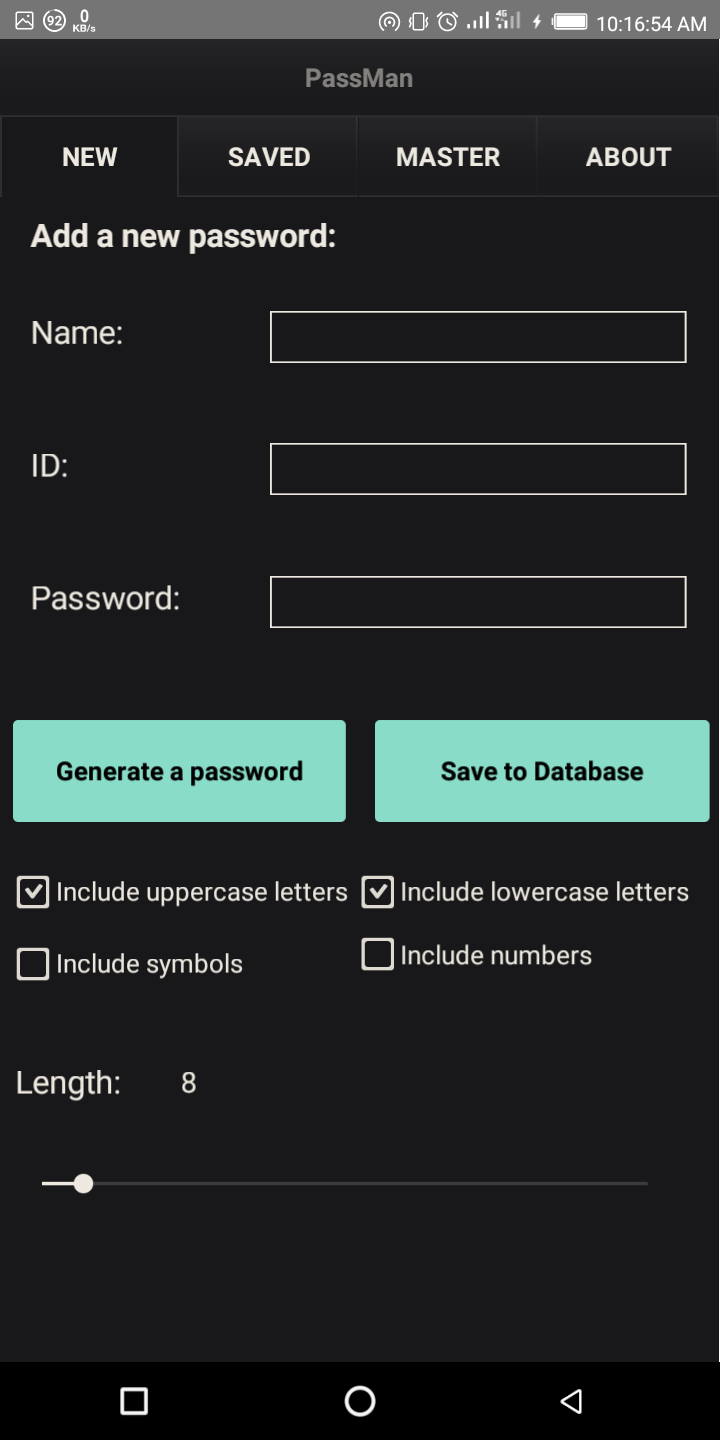 92 0 KB/s 4G 10:16:54 AM
PassMan
NEW SAVED MASTER ABOUT
Add a new password:
Name:
ID:
Password:
Generate a password Save to Database
Include uppercase letters Include lowercase letters
Include symbols Include numbers
Length: 8